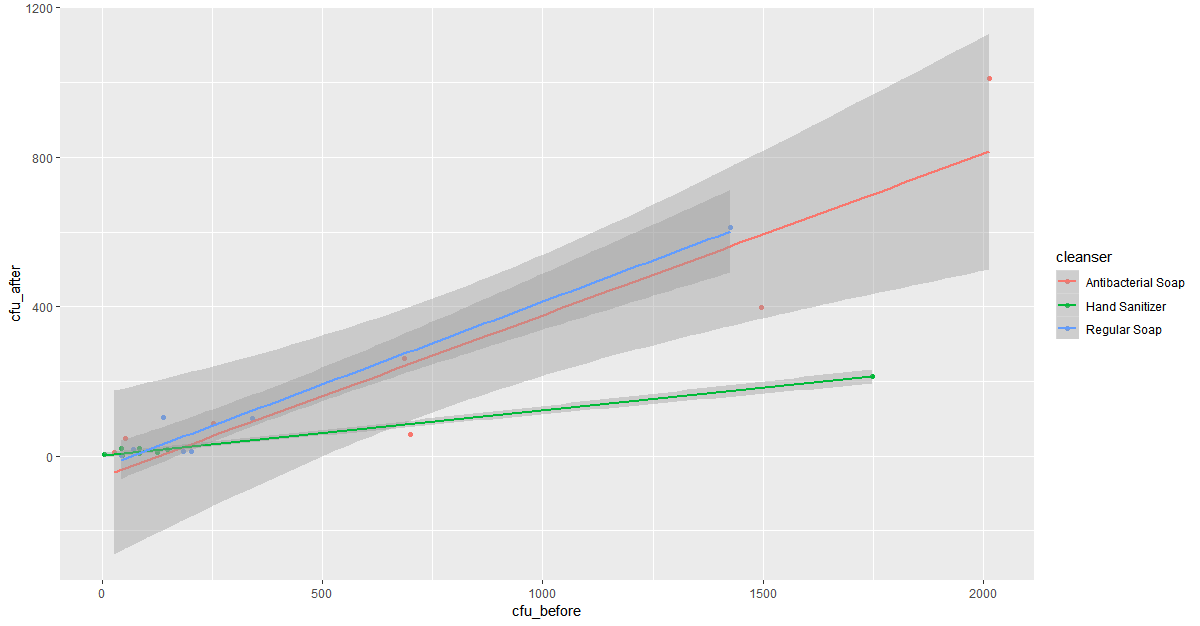 1200
800
400
0
cfu_after
0
500
1000
1500
2000
cfu_before
cleanser
Antibacterial Soap
Hand Sanitizer
Regular Soap